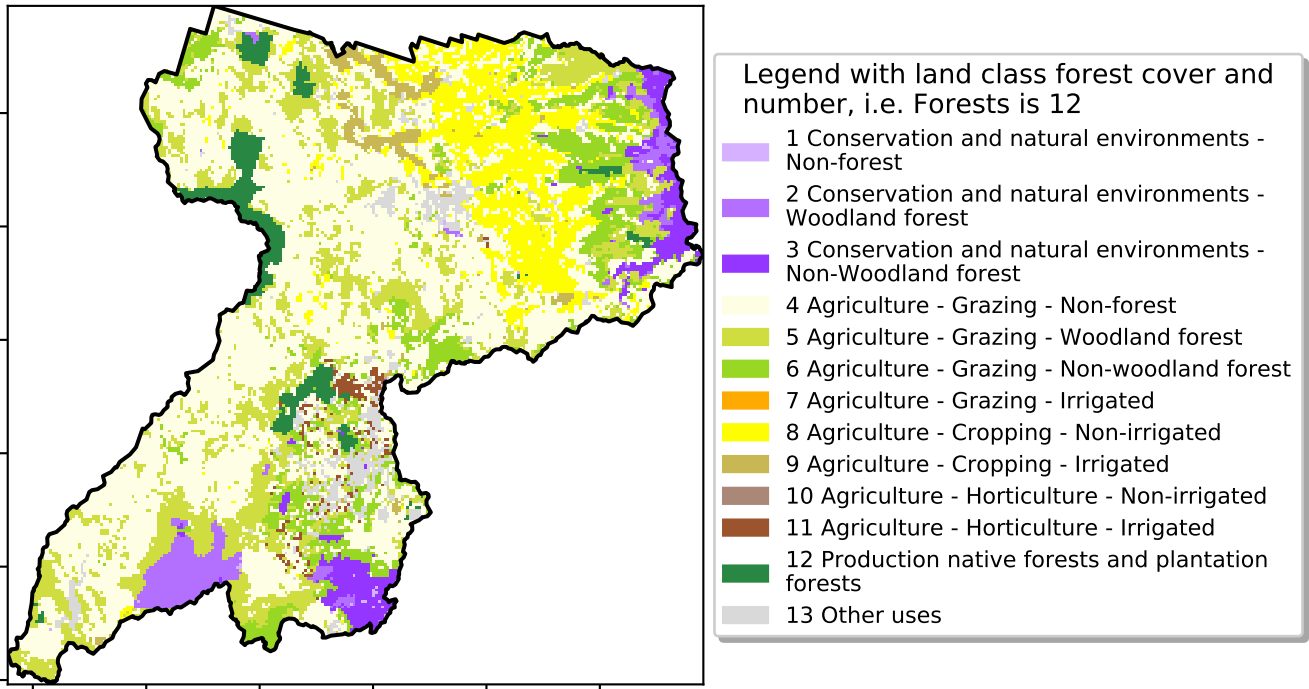 Legend with land class forest cover and
number, i.e. Forests is 12
1 Conservation and natural environments -
Non-forest
2 Conservation and natural environments -
Woodland forest
3 Conservation and natural environments -
Non-Woodland forest
4 Agriculture - Grazing - Non-forest
5 Agriculture - Grazing - Woodland forest
6 Agriculture - Grazing - Non-woodland forest
7 Agriculture - Grazing - Irrigated
8 Agriculture - Cropping - Non-irrigated
9 Agriculture - Cropping - Irrigated
10 Agriculture - Horticulture - Non-irrigated
11 Agriculture - Horticulture - Irrigated
12 Production native forests and plantation
forests
13 Other uses